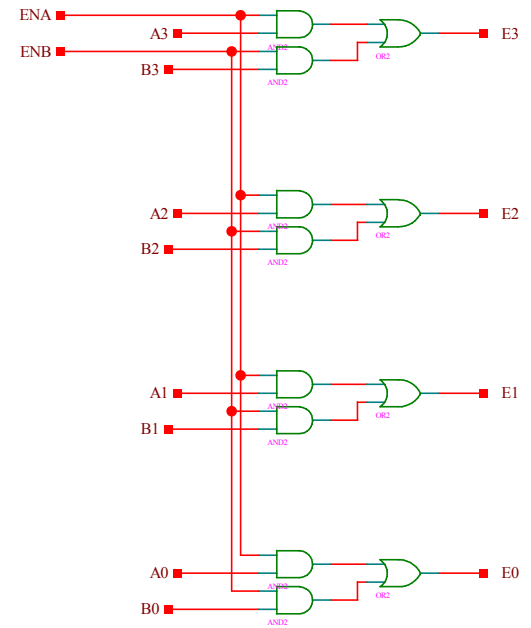 ENA
A3
E3
ENB
AND2
OR2
B3
AND2
A2
E2
AND2
OR2
B2
AND2
A1
E1
AND2
OR2
B1
AND2
A0
E0
AND2
OR2
B0
AND2